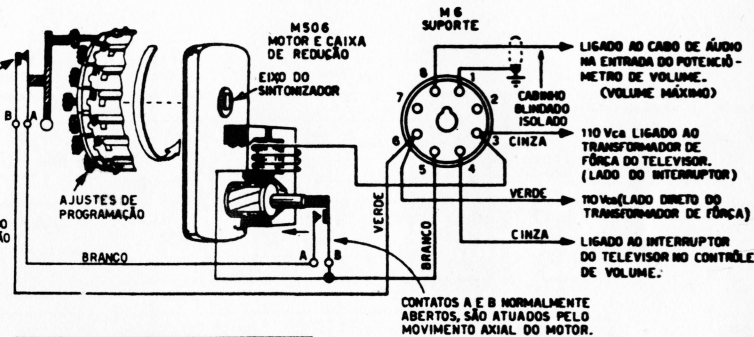 M506
MOTOR E CAIXA
DE REDUÇÃO
EIXO DO
SINTONIZADOR
B A
AJUSTES DE
PROGRAMAÇÃO
BRANCO
A B
VERDE
BRANCO
M 6
SUPORTE
8
1
7
2
6
3
5
4
CABINHO
BLINDADO
ISOLADO
CINZA
VERDE
CINZA
LIGADO AO CABO DE ÁUDIO
NA ENTRADA DO POTENCIÔ-
METRO DE VOLUME.
(VOLUME MÁXIMO)
110 Vca LIGADO AO
TRANSFORMADOR DE
FÔRÇA DO TELEVISOR.
(LADO DO INTERRUPTOR)
110 Vca (LADO DIRETO DO
TRANSFORMADOR DE FÔRÇA)
LIGADO AO INTERRUPTOR
DO TELEVISOR NO CONTRÔLE
DE VOLUME.
CONTATOS A E B NORMALMENTE
ABERTOS, SÃO ATUADOS PELO
MOVIMENTO AXIAL DO MOTOR.